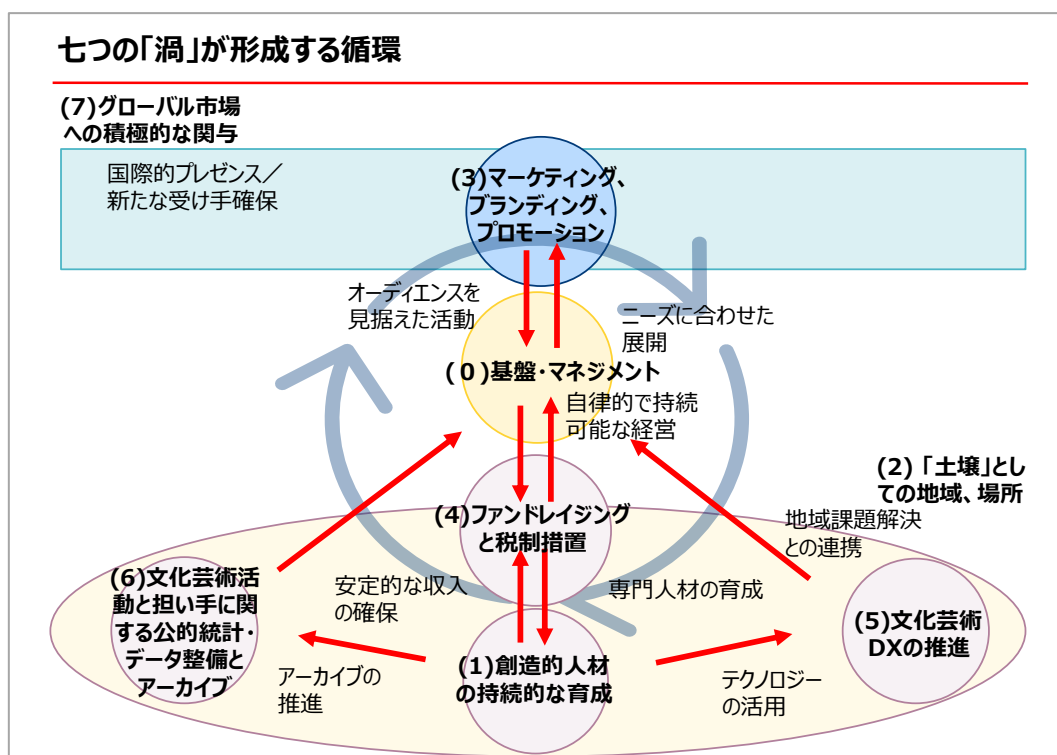 七つの「渦」が形成する循環
(7)グローバル市場
への積極的な関与
国際的プレゼンス／
新たな受け手確保
(3)マーケティング、
ブランディング、
プロモーション
オーディエンスを
見据えた活動
ニーズに合わせた
展開
(０)基盤・マネジメント
自律的で持続
可能な経営
(2)「土壌」とし
ての地域、場所
(4)ファンドレイジング
と税制措置
地域課題解決
との連携
(6)文化芸術活
動と担い手に関
する公的統計・
データ整備と
アーカイブ
安定的な収入
の確保
専門人材の育成
(5)文化芸術
DXの推進
アーカイブの
推進
(1)創造的人材
の持続的な育成
テクノロジー
の活用